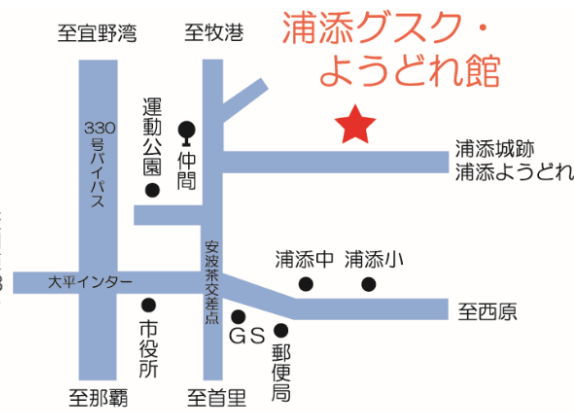 浦添グスク・
ようどれ館
至宜野湾
至牧港
330
号バイパス
運動公園
仲間
浦添城跡
浦添ようどれ
安波茶交差点
大平インター
浦添中
浦添小
至西原
市役所
GS
郵便局
至那覇
至首里